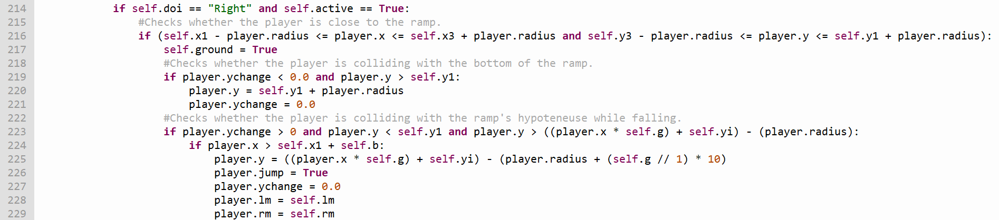 214 if self.doi == "Right" and self.active == True:
215 #Checks whether the player is close to the ramp.
216 if (self.x1 - player.radius <= player.x <= self.x3 + player.radius and self.y3 - player.radius <= player.y <= self.y1 + player.radius):
217 self.ground = True
218 #Checks whether the player is colliding with the bottom of the ramp.
219 if player.ychange < 0.0 and player.y > self.y1:
220 player.y = self.y1 + player.radius
221 player.ychange = 0.0
222 #Checks whether the player is colliding with the ramp's hypoteneuse while falling.
223 if player.ychange > 0 and player.y < self.y1 and player.y > ((player.x * self.g) + self.yi) - (player.radius):
224 if player.x > self.x1 + self.b:
225 player.y = ((player.x * self.g) + self.yi) - (player.radius + (self.g // 1) * 10)
226 player.jump = True
227 player.ychange = 0.0
228 player.lm = self.lm
229 player.rm = self.rm